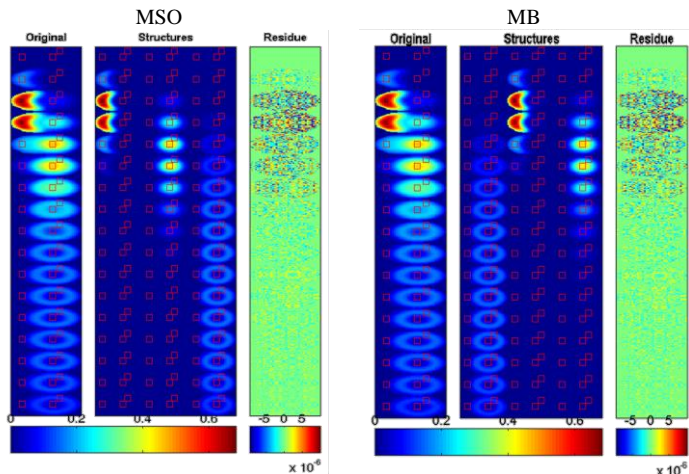 MSO
Original Structures Residue
0 0.2 0.4 0.6 -5 0 5
x 10-6
MB
Original Structures Residue
0 0.2 0.4 0.6 -5 0 5
x 10-6